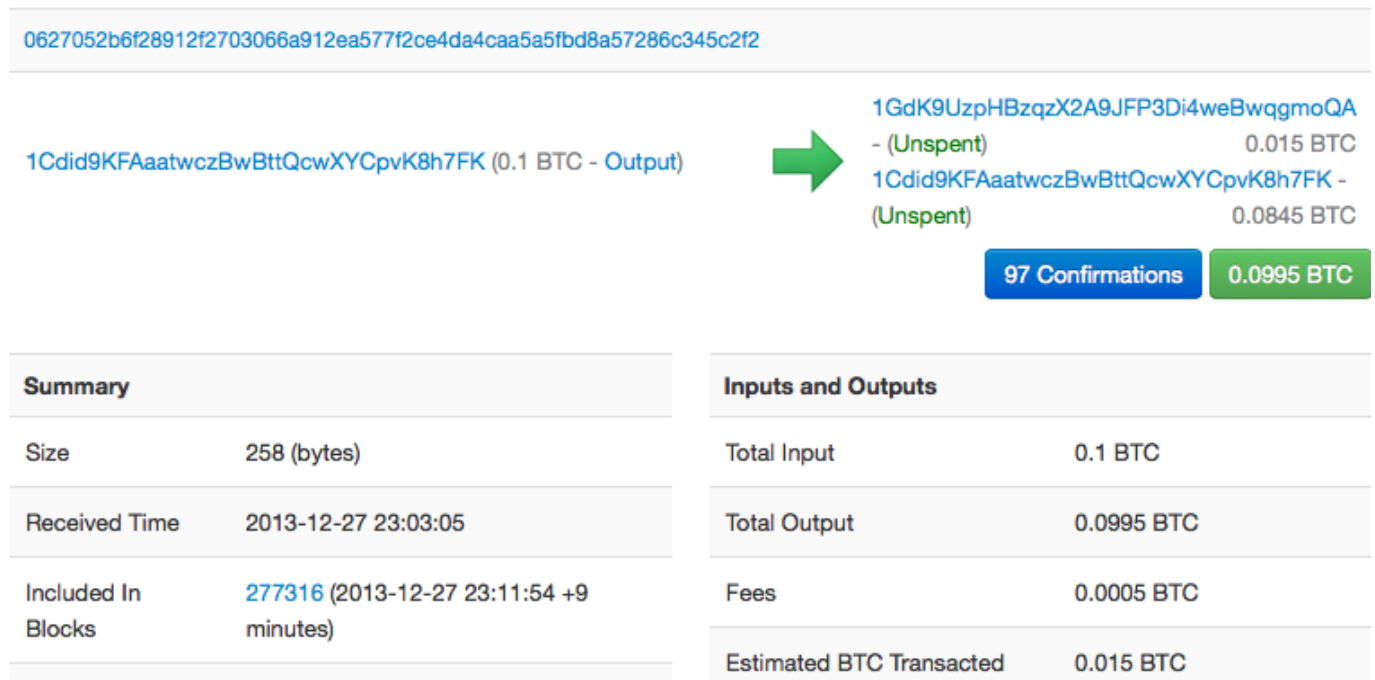 0627052b6f28912f2703066a912ea577f2ce4da4caa5a5fbd8a57286c345c2f2
1Cdid9KFAaatwczBwBttQcwXYCpvK8h7FK (0.1 BTC - Output)
1GdK9UzpHBzqzX2A9JFP3Di4weBwqgmoQA
- (Unspent) 0.015 BTC
1Cdid9KFAaatwczBwBttQcwXYCpvK8h7FK -
(Unspent) 0.0845 BTC
97 Confirmations 0.0995 BTC
Summary
Size 258 (bytes)
Received Time 2013-12-27 23:03:05
Included In 277316 (2013-12-27 23:11:54 +9
Blocks minutes)
Inputs and Outputs
Total Input 0.1 BTC
Total Output 0.0995 BTC
Fees 0.0005 BTC
Estimated BTC Transacted 0.015 BTC